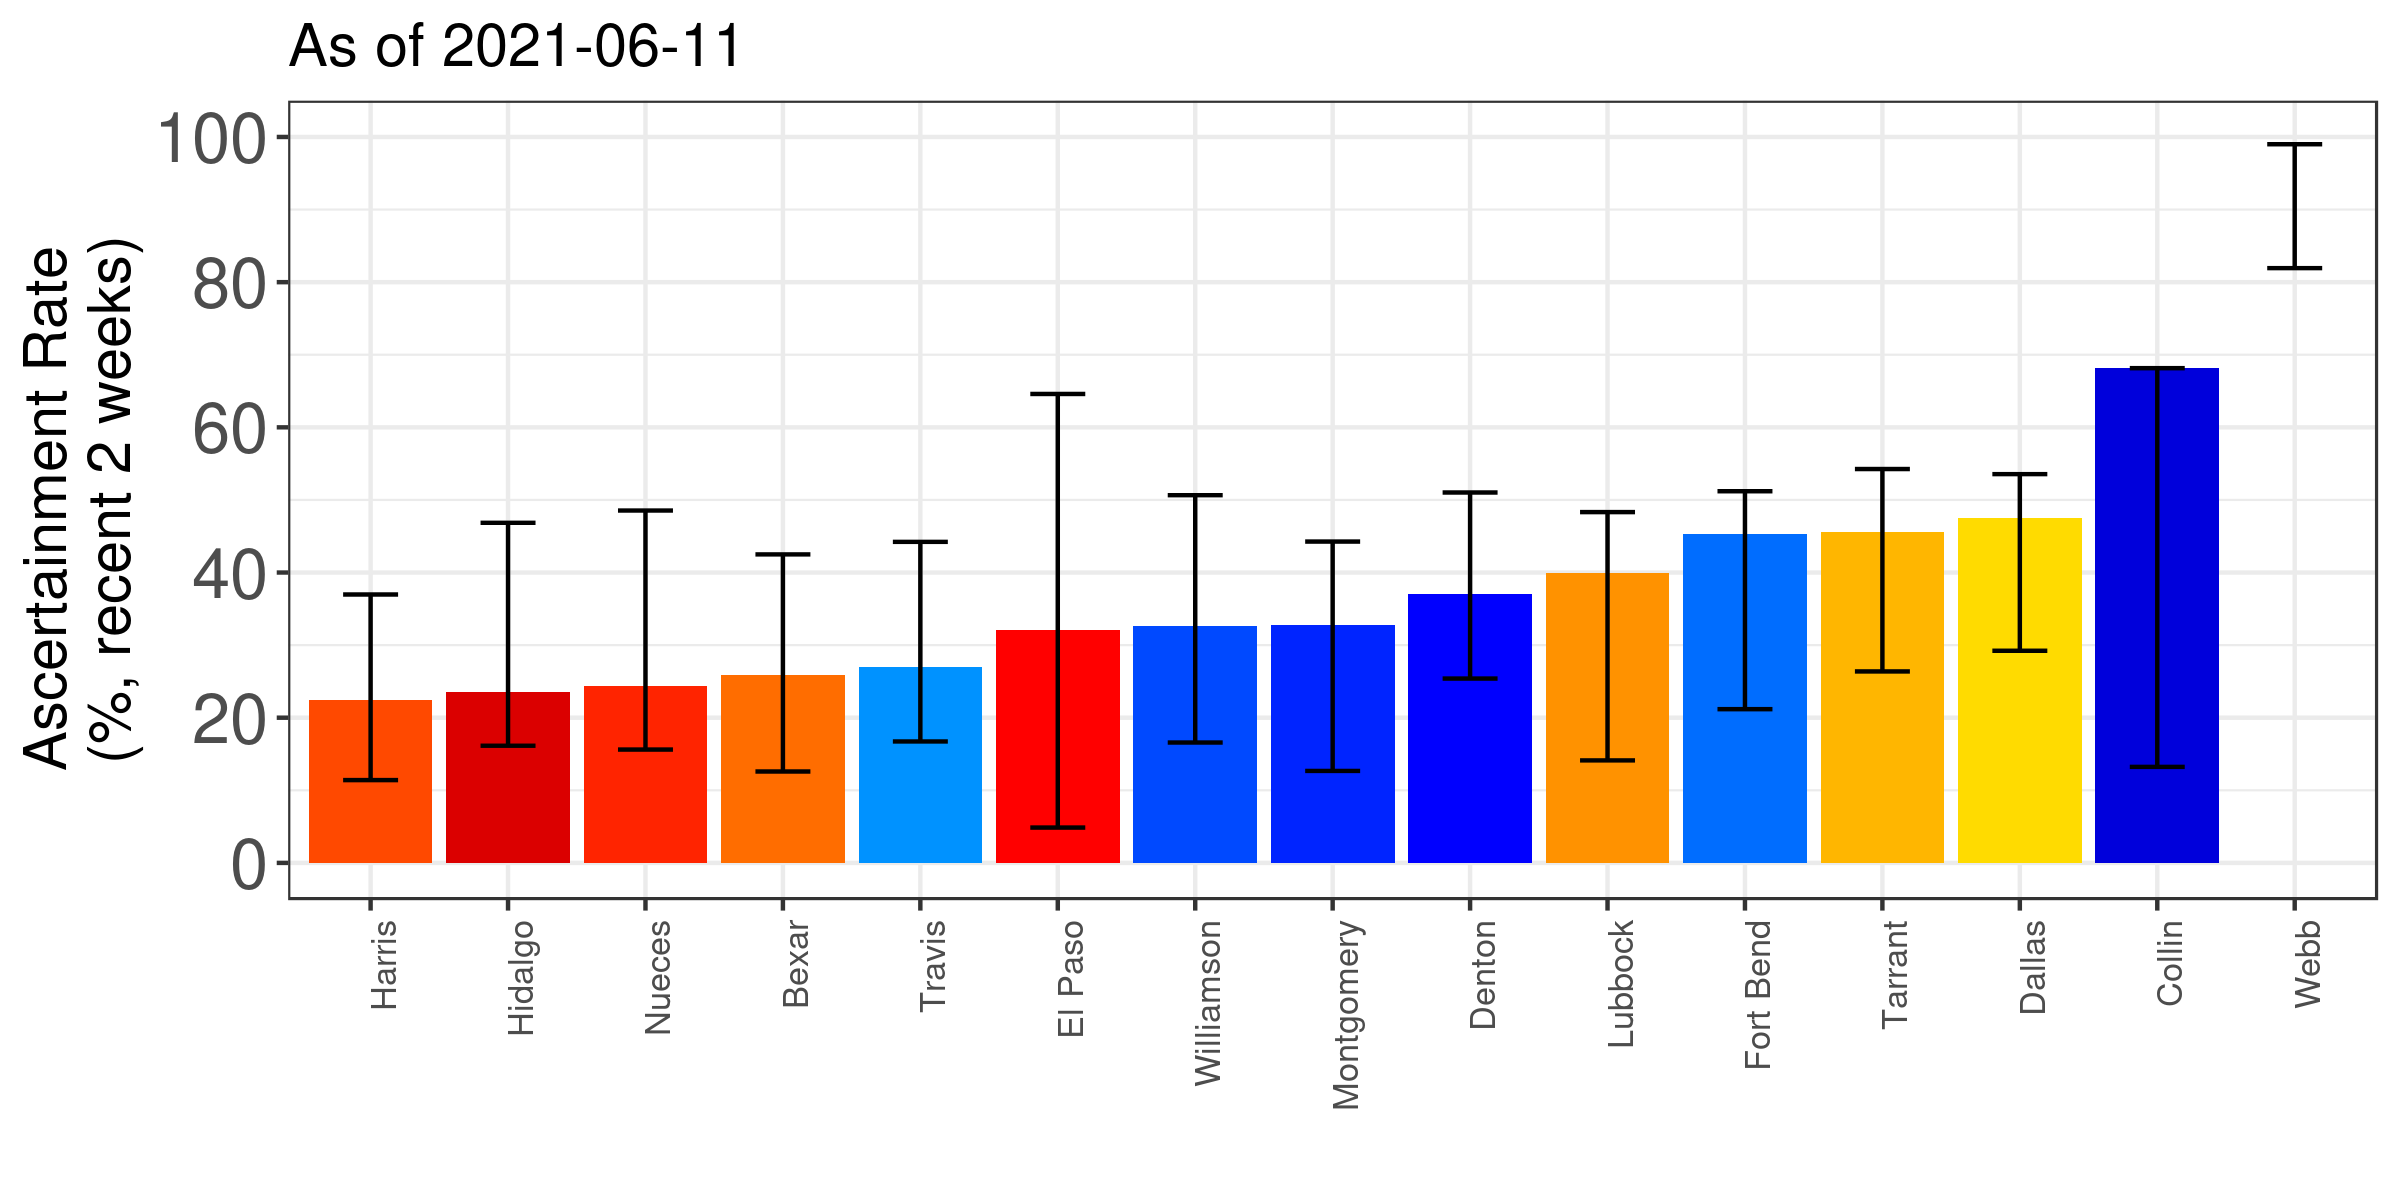 As of 2021-06-11
Ascertainment Rate
(%, recent 2 weeks)
100
80
60
40
20
0
Harris
Hidalgo
Nueces
Bexar
Travis
El Paso
Williamson
Montgomery
Denton
Lubbock
Fort Bend
Tarrant
Dallas
Collin
Webb